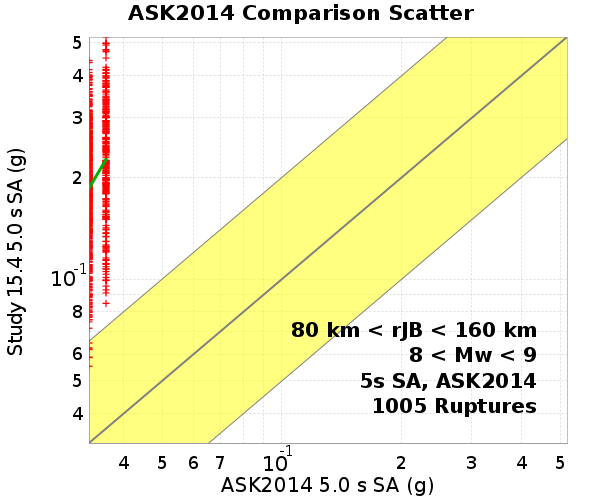 ASK2014 Comparison Scatter
5
4
3
2
10-1
8
6
5
4
Study 15.4 5.0 s SA (g)
80 km < rJB < 160 km
8 < Mw < 9
5s SA, ASK2014
1005 Ruptures
4 5 6 7 10-1 2 3 4 5
ASK2014 5.0 s SA (g)